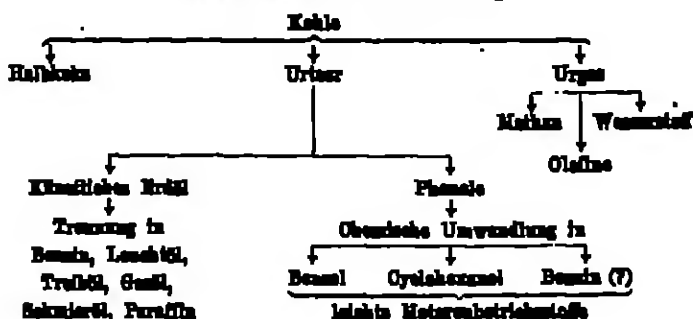 Kohle
Halbkoks Urteer Urgas
Methan Wasserstoff
Olefine
Künstliches Erdöl Phenole
Trennung in Chemische Umwandlung in
Benzin, Leuchtöl,
Treiböl, Gasöl, Benzol Cyclohexanol Benzin (?)
Schmieröl, Paraffin leichte Motorenbetriebsstoffe